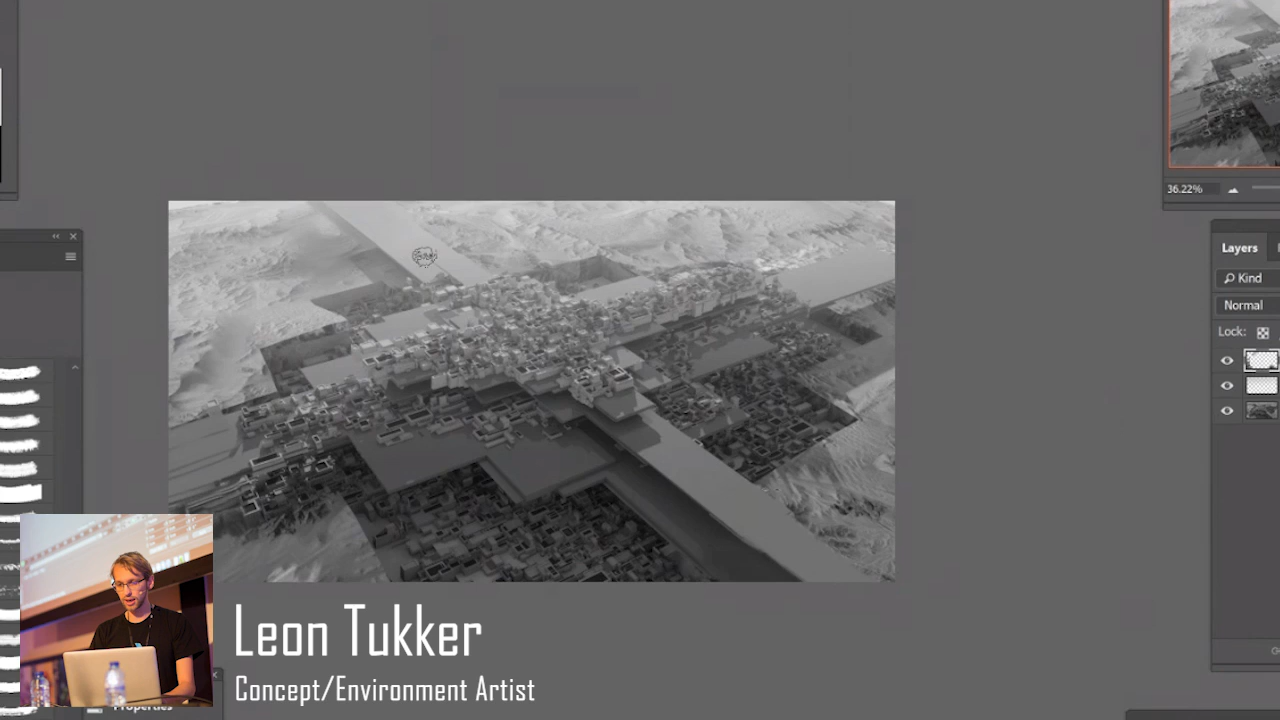 36.22%
Layers
Kind
Normal
Lock:
Leon Tukker
Concept/Environment Artist
Properties